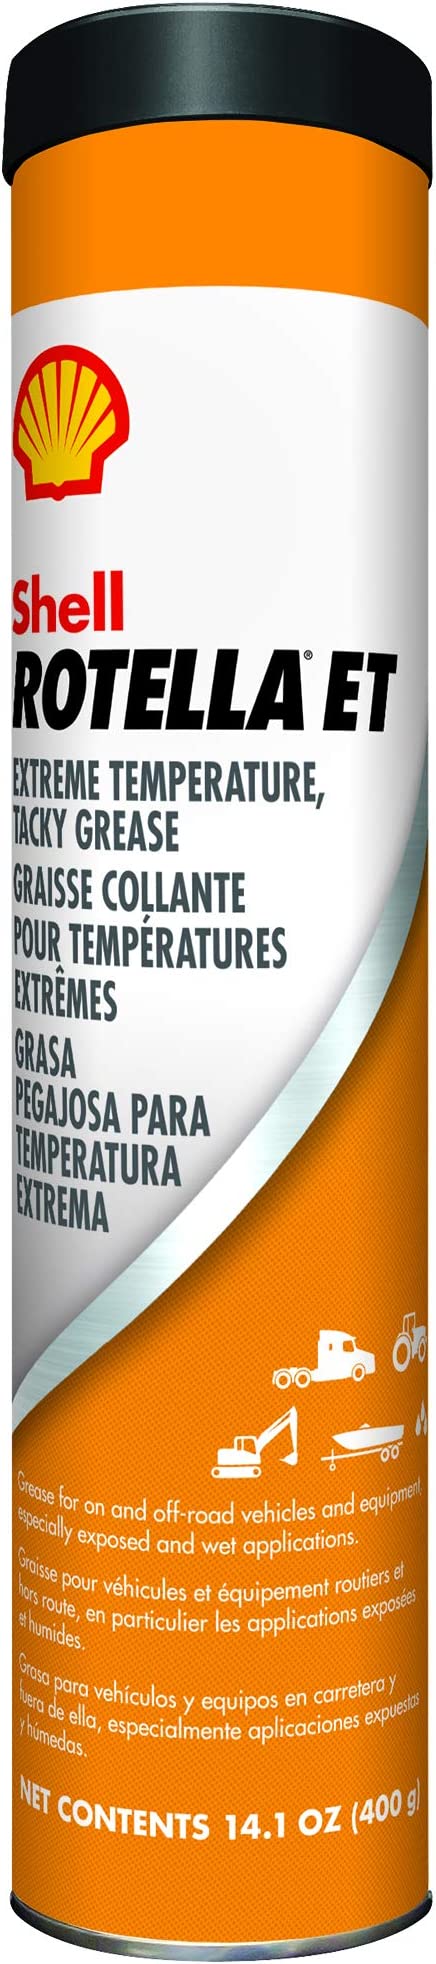 Shell
ROTELLA® ET
EXTREME TEMPERATURE,
TACKY GREASE
GRAISSE COLLANTE
POUR TEMPÉRATURES
EXTRÊMES
GRASA
PEGAJOSA PARA
TEMPERATURA
EXTREMA
Grease for on and off-road vehicles and equipment,
especially exposed and wet applications.
Graisse pour véhicules et équipement routiers et
hors route, en particulier les applications exposées
et humides.
Grasa para vehículos y equipos en carretera y
fuera de ella, especialmente aplicaciones expuestas
y húmedas.
NET CONTENTS 14.1 OZ (400 g)